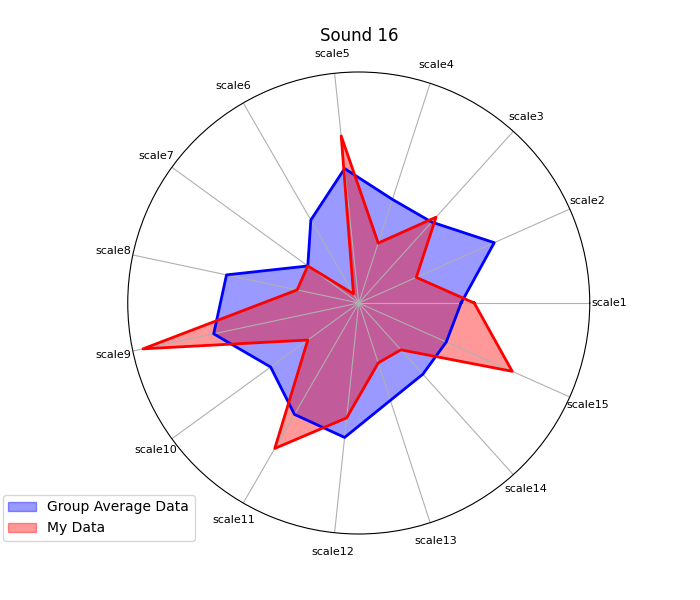 Sound 16
scale5
scale4
scale6
scale3
scale7
scale2
scale8
scale1
scale9
scale15
scale10
scale14
scale11
scale13
scale12
Group Average Data
My Data